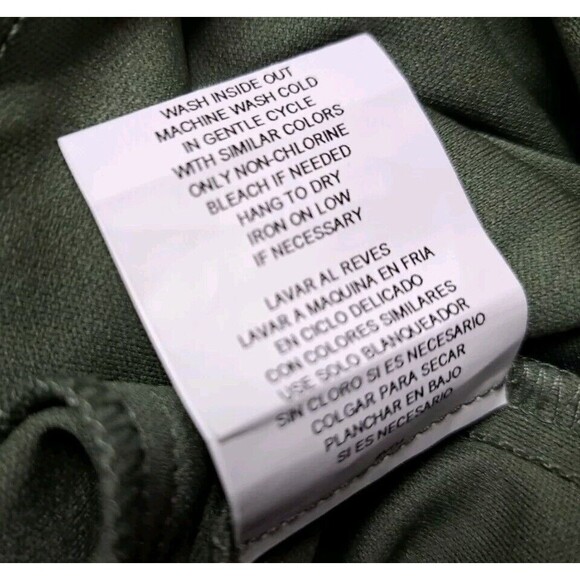 WASH INSIDE OUT
MACHINE WASH COLD
IN GENTLE CYCLE
WITH SIMILAR COLORS
ONLY NON-CHLORINE
BLEACH IF NEEDED
HANG TO DRY
IRON ON LOW
IF NECESSARY
LAVAR AL REVES
LAVAR A MAQUINA EN FRIA
EN CICLO DELICADO
CON COLORES SIMILARES
USE SOLO BLANQUEADOR
SIN CLORO SI ES NECESARIO
COLGAR PARA SECAR
PLANCHAR EN BAJO
SI ES NECESARIO